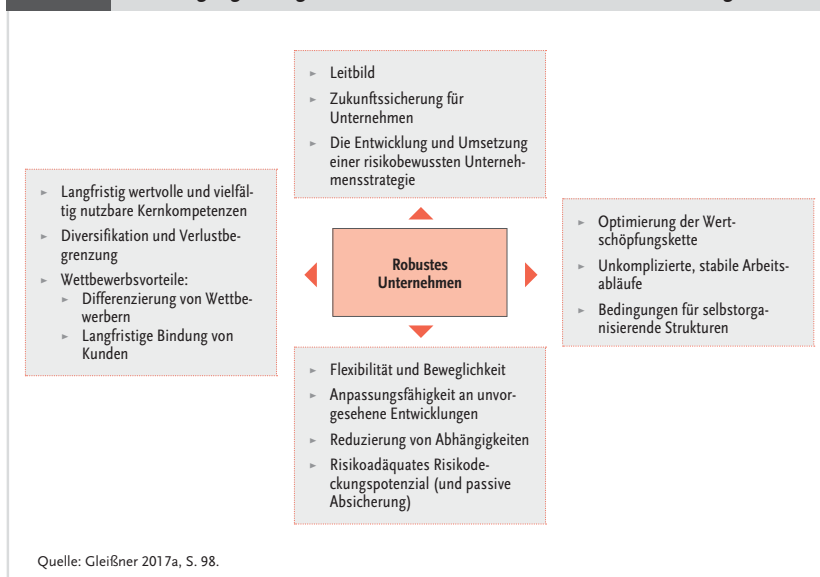 ► Leitbild
► Zukunftssicherung für
Unternehmen
► Die Entwicklung und Umsetzung
einer risikobewussten Unterneh-
mensstrategie
► Langfristig wertvolle und vielfäl-
tig nutzbare Kernkompetenzen
► Diversifikation und Verlustbe-
grenzung
► Wettbewerbsvorteile:
► Differenzierung von Wettbe-
werbern
► Langfristige Bindung von
Kunden
Robustes
Unternehmen
► Optimierung der Wert-
schöpfungskette
► Unkomplizierte, stabile Arbeits-
abläufe
► Bedingungen für selbstorga-
nisierende Strukturen
► Flexibilität und Beweglichkeit
► Anpassungsfähigkeit an unvor-
gesehene Entwicklungen
► Reduzierung von Abhängigkeiten
► Risikoadäquates Risikode-
ckungspotenzial (und passive
Absicherung)
Quelle: Gleißner 2017a, S. 98.